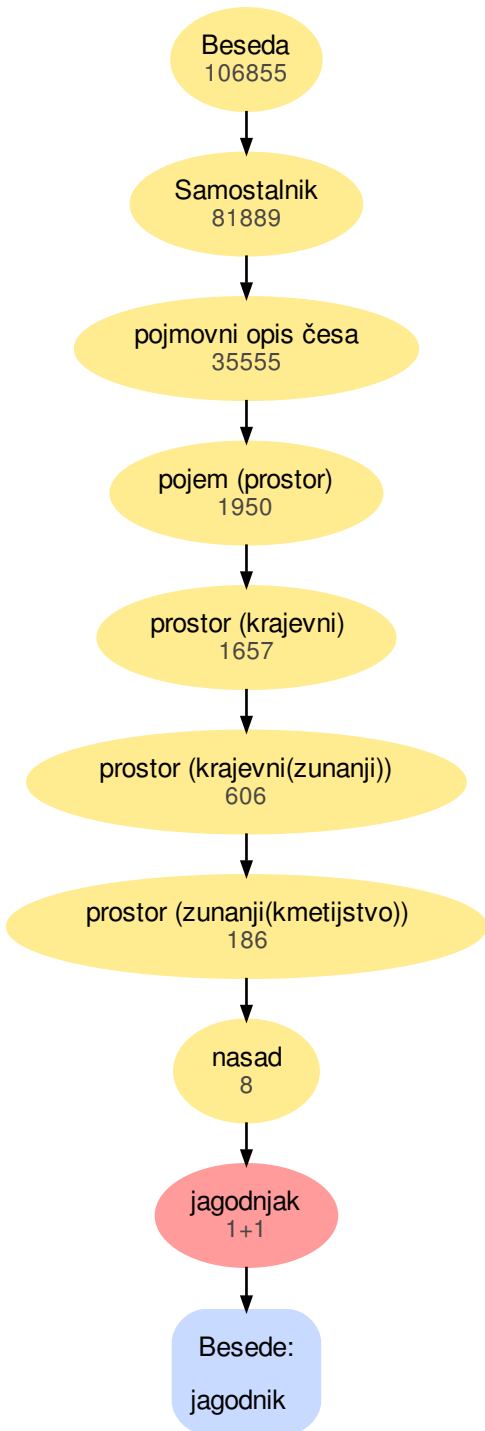 Beseda
106855
Samostalnik
81889
pojmovni opis česa
35555
pojem (prostor)
1950
prostor (krajevni)
1657
prostor (krajevni(zunanji))
606
prostor (zunanji(kmetijstvo))
186
nasad
8
jagodnjak
1+1
Besede:
jagodnik